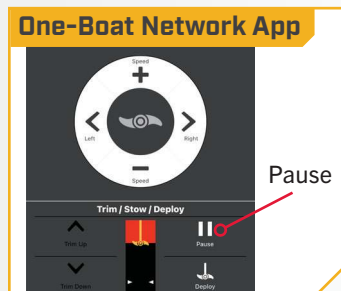 One-Boat Network App
Speed
Left
Right
Speed
Pause
Trim / Stow / Deploy
Trim Up
Pause
Trim Down
Deploy